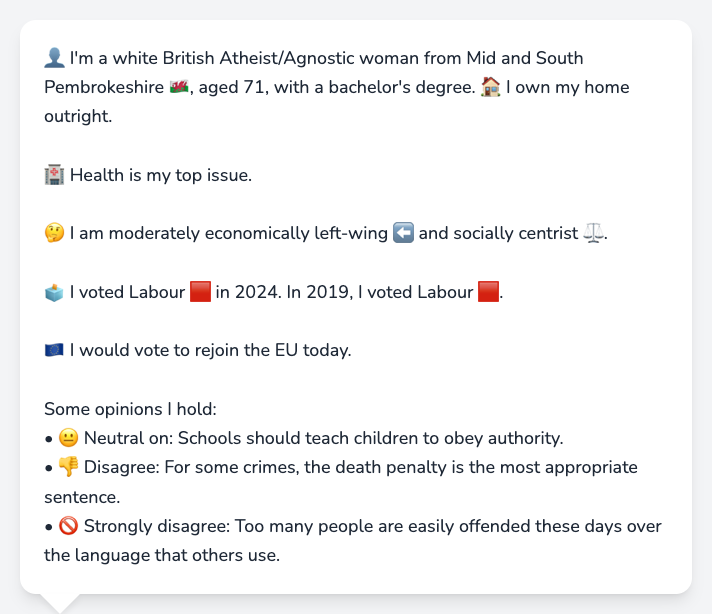 👤 I'm a white British Atheist/Agnostic woman from Mid and South
Pembrokeshire 🏴󠁧󠁢󠁷󠁬󠁳󠁿, aged 71, with a bachelor's degree. 🏠 I own my home
outright.
🏥 Health is my top issue.
🤔 I am moderately economically left-wing ⬅️ and socially centrist ⚖️.
🗳️ I voted Labour 🟥 in 2024. In 2019, I voted Labour 🟥.
🇪🇺 I would vote to rejoin the EU today.
Some opinions I hold:
• 😐 Neutral on: Schools should teach children to obey authority.
• 👎 Disagree: For some crimes, the death penalty is the most appropriate
sentence.
• 🚫 Strongly disagree: Too many people are easily offended these days over
the language that others use.